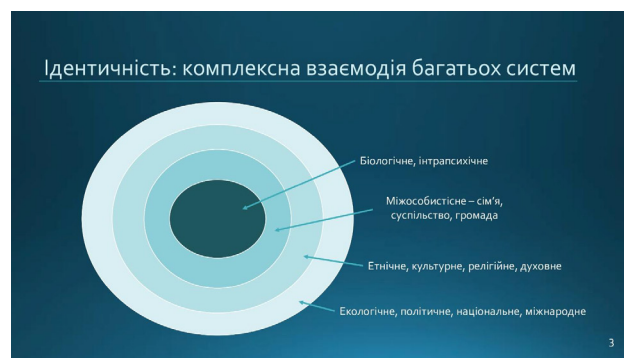 Ідентичність: комплексна взаємодія багатьох систем
Біологічне, інтрапсихічне
Міжособистісне – сім'я,
суспільство, громада
Етнічне, культурне, релігійне, духовне
Екологічне, політичне, національне, міжнародне
3